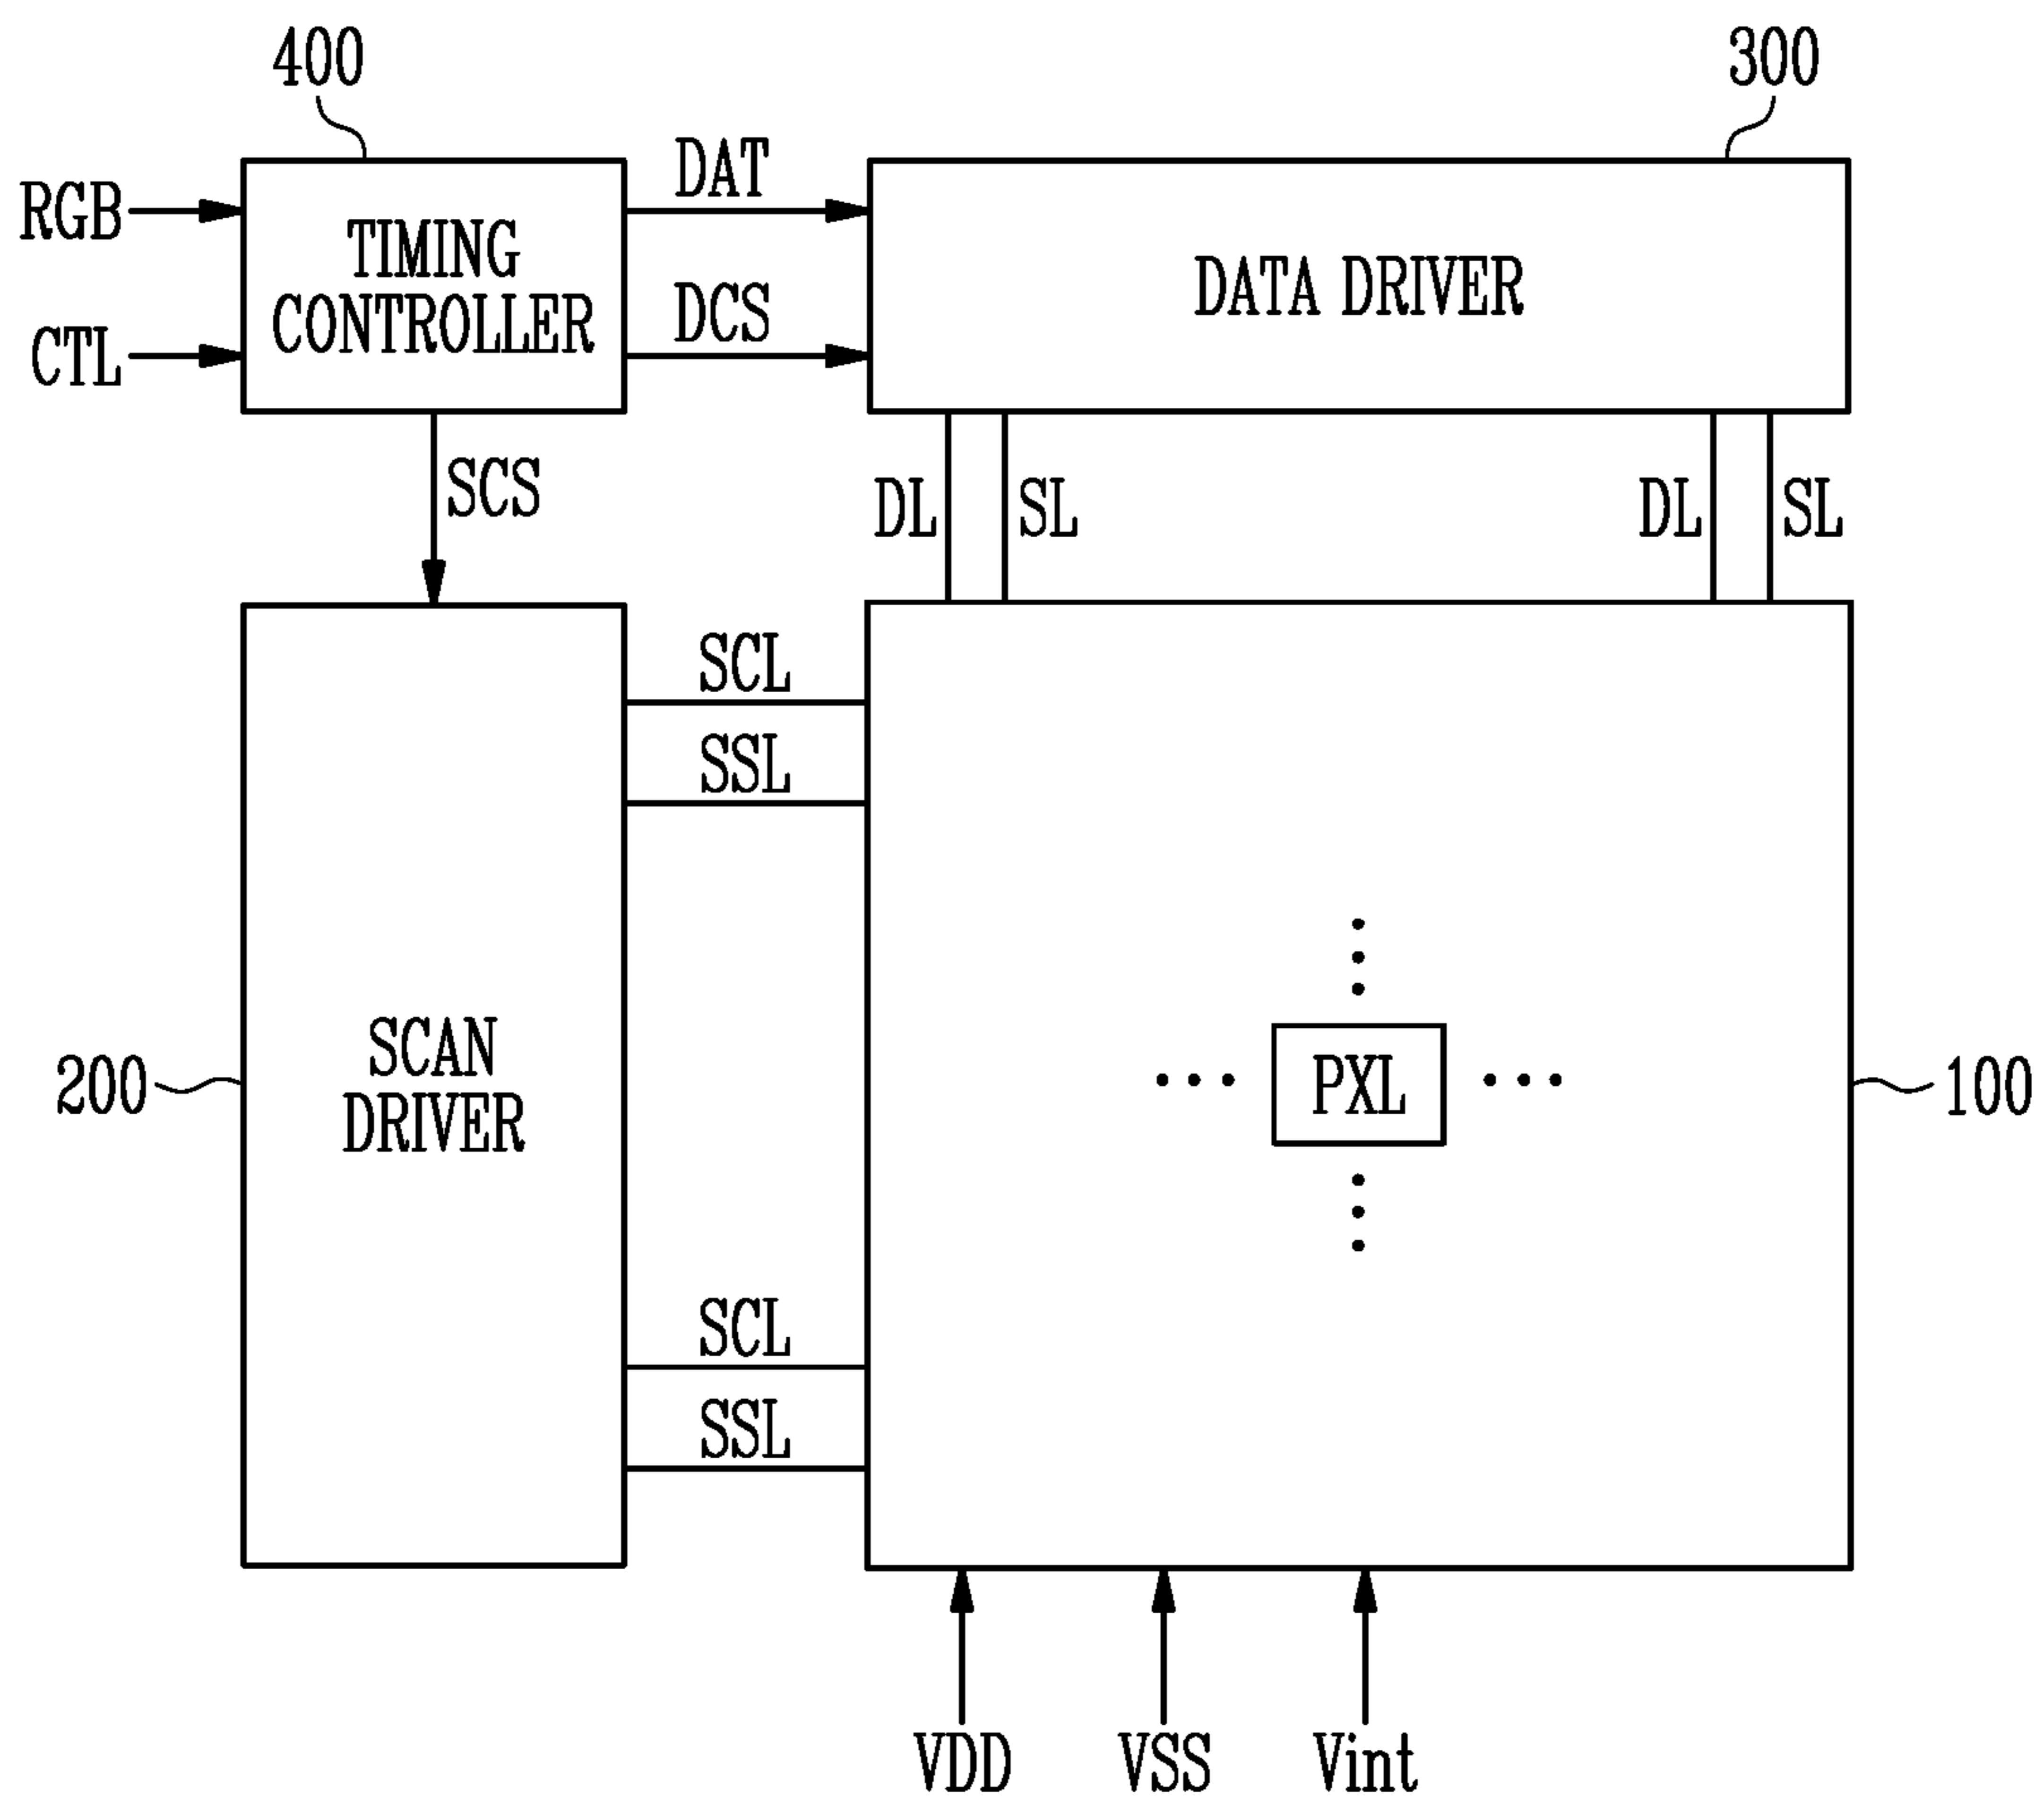 400
300
RGB
DAT
TIMING
CONTROLLER
DATA DRIVER
CTL
DCS
SCS
DL
SL
DL
SL
SCL
SSL
SCAN
DRIVER
200
PXL
100
SCL
SSL
VDD
VSS
Vint